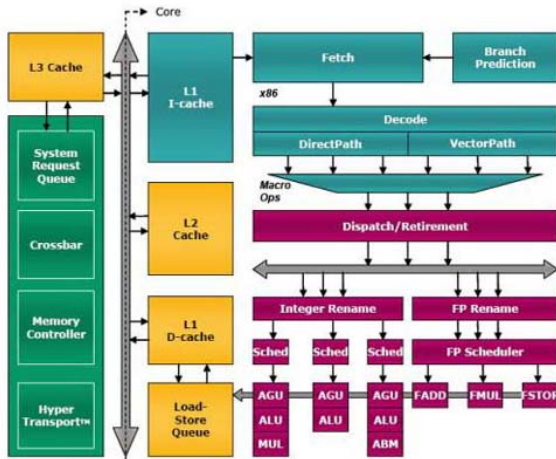 Core
L3 Cache
L1
I-cache
Fetch
Branch
Prediction
x86
Decode
DirectPath
VectorPath
System
Request
Queue
Macro
Ops
L2
Cache
Dispatch/Retirement
Crossbar
Memory
Controller
L1
D-cache
Integer Rename
FP Rename
Sched
Sched
Sched
FP Scheduler
Hyper
Transport™
Load-
Store
Queue
AGU
ALU
MUL
AGU
ALU
AGU
ALU
ABM
FADD
FMUL
FSTOR